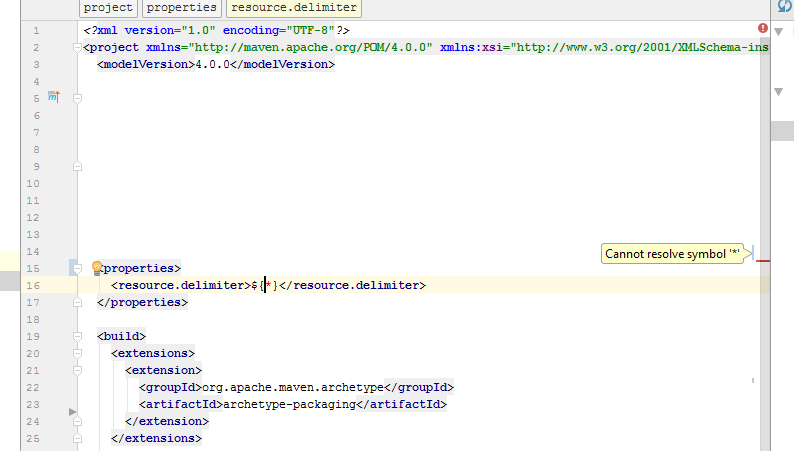 project properties resource.delimiter
1 <?xml version="1.0" encoding="UTF-8"?>
2 <project xmlns="http://maven.apache.org/POM/4.0.0" xmlns:xsi="http://www.w3.org/2001/XMLSchema-ins
3 <modelVersion>4.0.0</modelVersion>
4
5 m
6
7
8
9
10
11
12
13
14 Cannot resolve symbol '*'
15 <properties>
16 <resource.delimiter>${*}</resource.delimiter>
17 </properties>
18
19 <build>
20 <extensions>
21 <extension>
22 <groupId>org.apache.maven.archetype</groupId>
23 <artifactId>archetype-packaging</artifactId>
24 </extension>
25 </extensions>